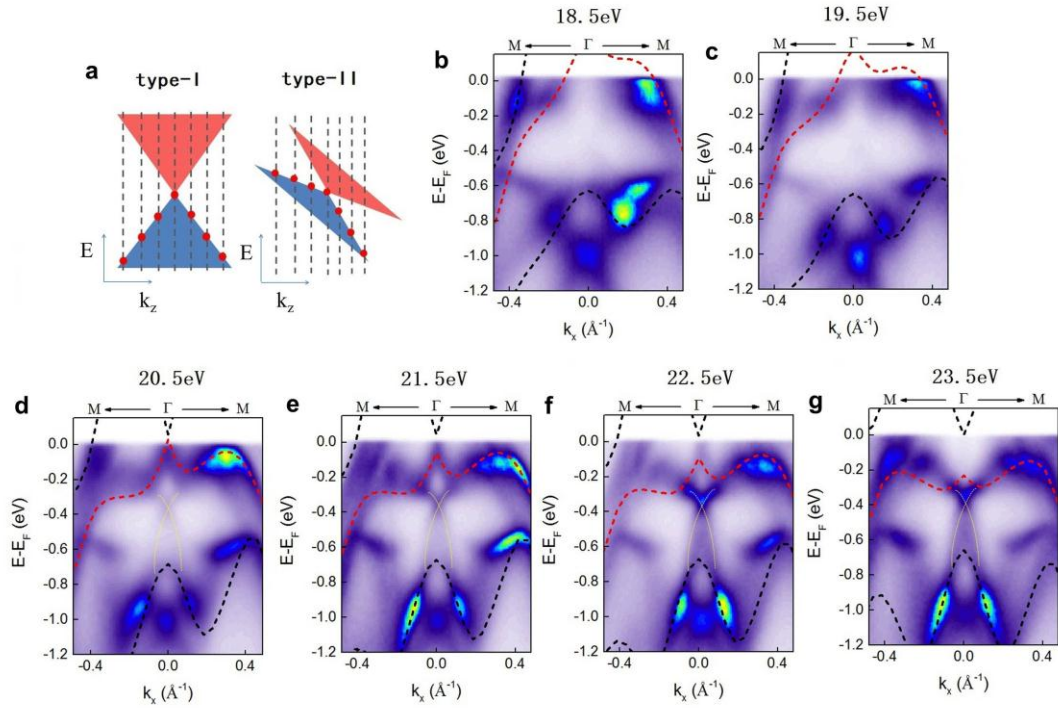 a
type-I
type-II
E
k_z
E
k_z
18.5eV
b
M
Γ
M
0.0
-0.2
-0.4
-0.6
-0.8
-1.0
-1.2
E-E_F (eV)
-0.4
0.0
0.4
k_x (Å⁻¹)
19.5eV
c
M
Γ
M
0.0
-0.2
-0.4
-0.6
-0.8
-1.0
-1.2
E-E_F (eV)
-0.4
0.0
0.4
k_x (Å⁻¹)
20.5eV
d
M
Γ
M
0.0
-0.2
-0.4
-0.6
-0.8
-1.0
-1.2
E-E_F (eV)
-0.4
0.0
0.4
k_x (Å⁻¹)
21.5eV
e
M
Γ
M
0.0
-0.2
-0.4
-0.6
-0.8
-1.0
-1.2
E-E_F (eV)
-0.4
0.0
0.4
k_x (Å⁻¹)
22.5eV
f
M
Γ
M
0.0
-0.2
-0.4
-0.6
-0.8
-1.0
-1.2
E-E_F (eV)
-0.4
0.0
0.4
k_x (Å⁻¹)
23.5eV
g
M
Γ
M
0.0
-0.2
-0.4
-0.6
-0.8
-1.0
-1.2
E-E_F (eV)
-0.4
0.0
0.4
k_x (Å⁻¹)